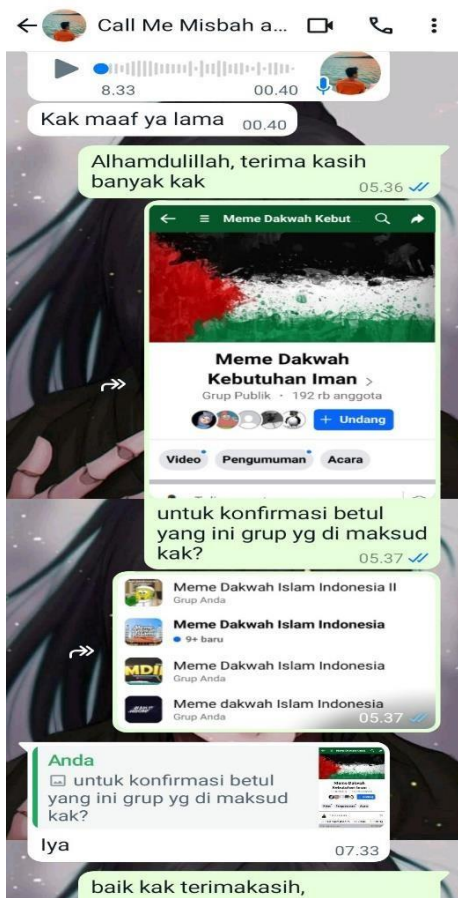 Call Me Misbah a...
8.33 00.40
Kak maaf ya lama 00.40
Alhamdulillah, terima kasih
banyak kak
05.36
Meme Dakwah Kebut
Meme Dakwah
Kebutuhan Iman >
Grup Publik · 192 rb anggota
+ Undang
Video Pengumuman Acara
untuk konfirmasi betul
yang ini grup yg di maksud
kak?
05.37
Meme Dakwah Islam Indonesia II
Grup Anda
Meme Dakwah Islam Indonesia
9+ baru
MDI
Meme Dakwah Islam Indonesia
Grup Anda
Meme dakwah Islam Indonesia
Grup Anda
05.37
Anda
untuk konfirmasi betul
yang ini grup yg di maksud
kak?
Iya
07.33
baik kak terimakasih,